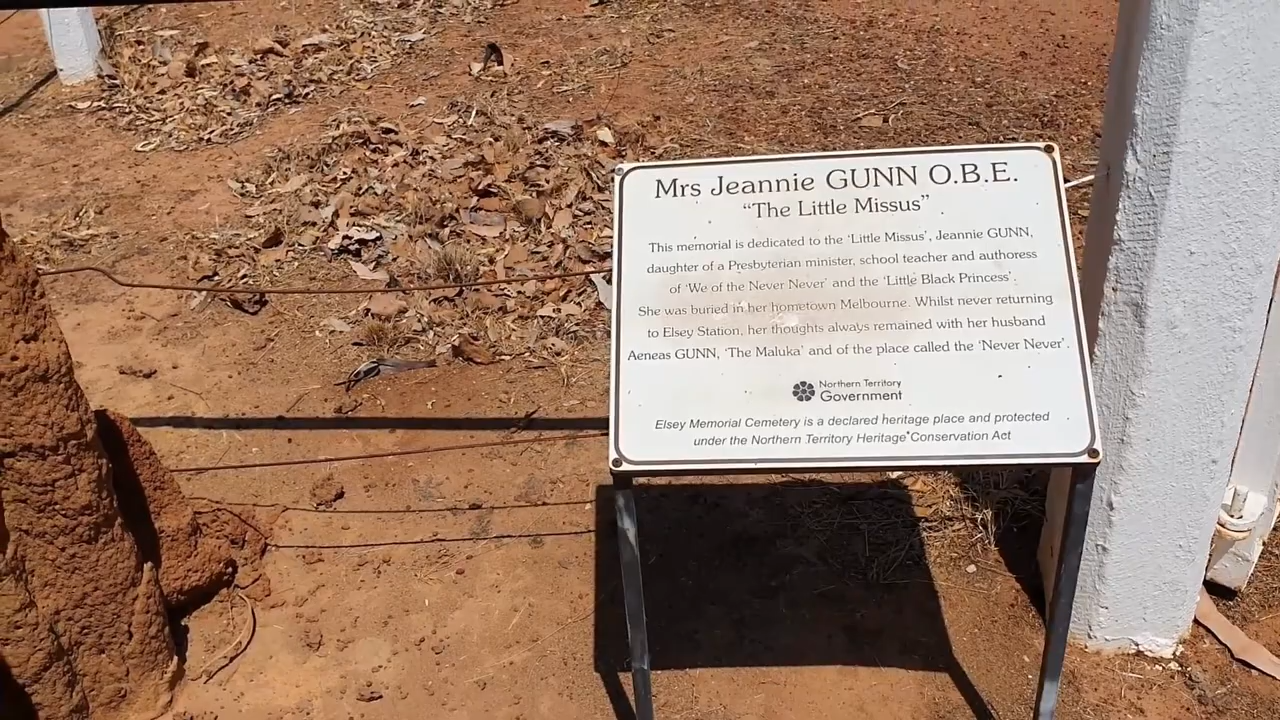 Mrs Jeannie GUNN O.B.E.
“The Little Missus”
This memorial is dedicated to the ‘Little Missus’, Jeannie GUNN,
daughter of a Presbyterian minister, school teacher and authoress
of ‘We of the Never Never’ and the ‘Little Black Princess’.
She was buried in her hometown Melbourne. Whilst never returning
to Elsey Station, her thoughts always remained with her husband
Aeneas GUNN, ‘The Maluka’ and of the place called the ‘Never Never’.
Northern Territory
Government
Elsey Memorial Cemetery is a declared heritage place and protected
under the Northern Territory Heritage Conservation Act